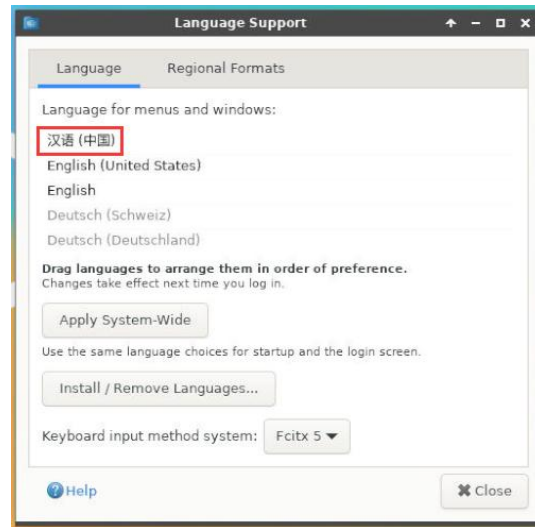 Language Support
Language Regional Formats
Language for menus and windows:
汉语 (中国)
English (United States)
English
Deutsch (Schweiz)
Deutsch (Deutschland)
Drag languages to arrange them in order of preference.
Changes take effect next time you log in.
Apply System-Wide
Use the same language choices for startup and the login screen.
Install / Remove Languages...
Keyboard input method system: Fcitx 5
Help Close